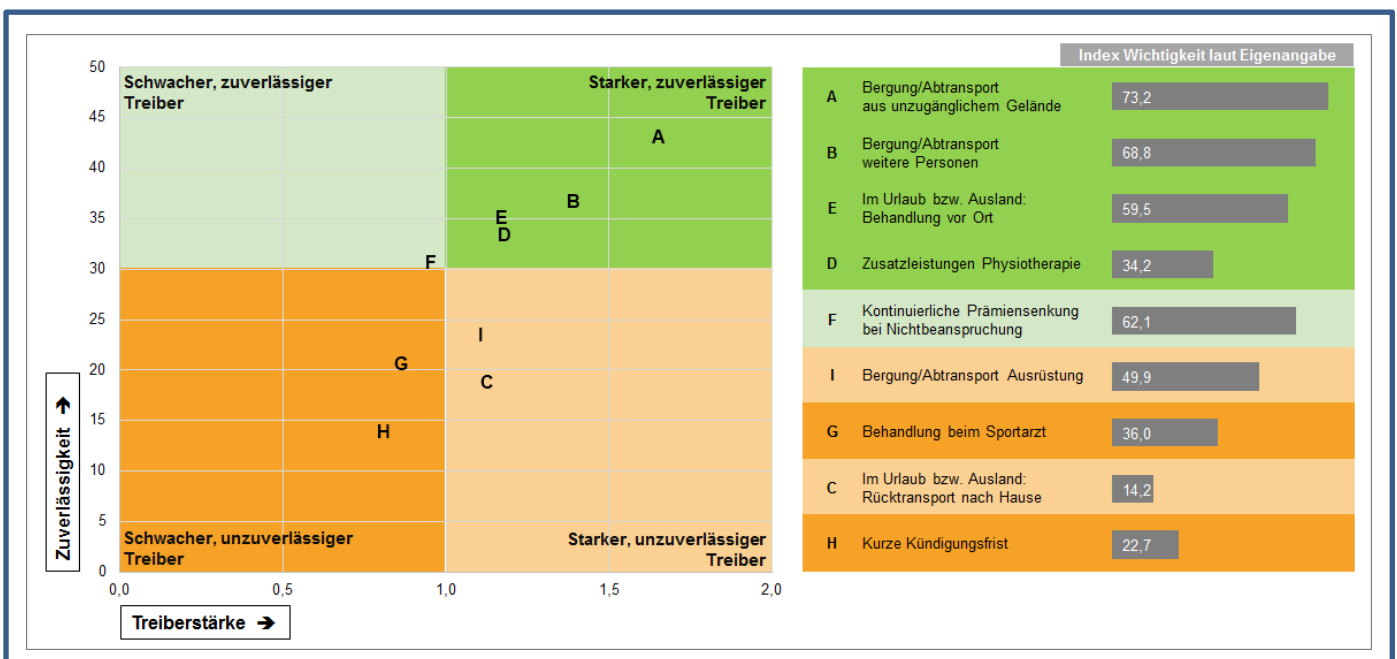 Index Wichtigkeit laut Eigenangabe
50
45
40
35
30
25
20
15
10
5
0
Zuverlässigkeit ➔
Schwacher, zuverlässiger
Treiber
Starker, zuverlässiger
Treiber
A
B
E
D
F
I
G
C
H
Schwacher, unzuverlässiger
Treiber
Starker, unzuverlässiger
Treiber
0,0
0,5
1,0
1,5
2,0
Treiberstärke ➔
A Bergung/Abtransport
aus unzugänglichem Gelände 73,2
B Bergung/Abtransport
weitere Personen 68,8
E Im Urlaub bzw. Ausland:
Behandlung vor Ort 59,5
D Zusatzleistungen Physiotherapie 34,2
F Kontinuierliche Prämiensenkung
bei Nichtbeanspruchung 62,1
I Bergung/Abtransport Ausrüstung 49,9
G Behandlung beim Sportarzt 36,0
C Im Urlaub bzw. Ausland:
Rücktransport nach Hause 14,2
H Kurze Kündigungsfrist 22,7